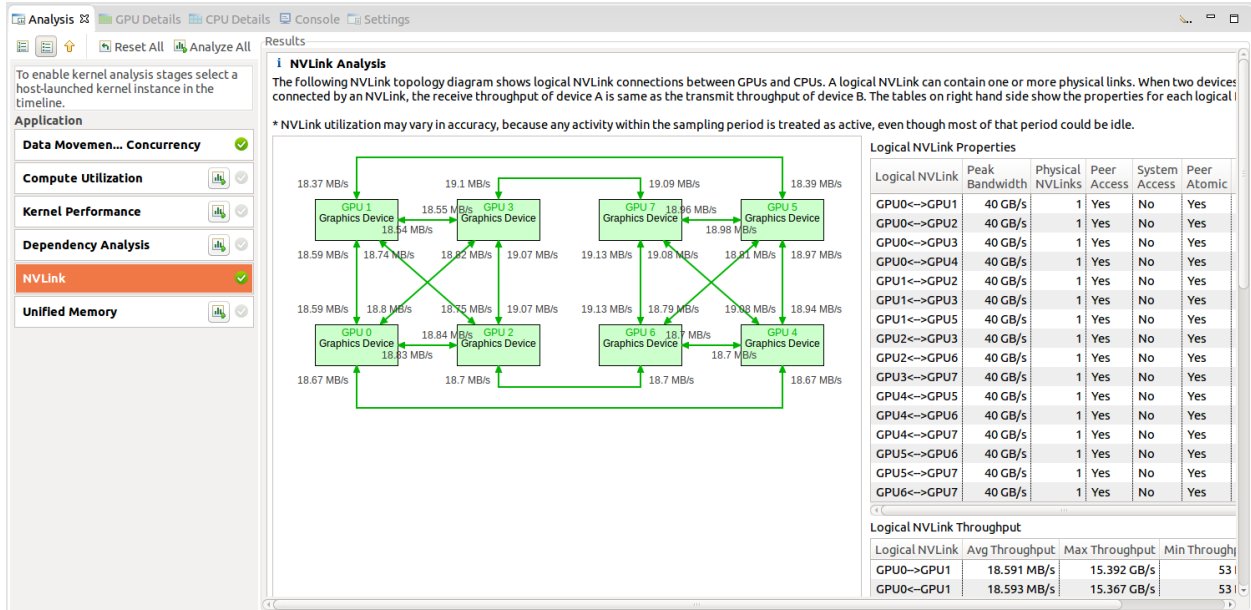 Analysis GPU Details CPU Details Console Settings
Reset All Analyze All
To enable kernel analysis stages select a
host-launched kernel instance in the
timeline.
Application
Data Movemen... Concurrency
Compute Utilization
Kernel Performance
Dependency Analysis
NVLink
Unified Memory
Results
i NVLink Analysis
The following NVLink topology diagram shows logical NVLink connections between GPUs and CPUs. A logical NVLink can contain one or more physical links. When two devices
connected by an NVLink, the receive throughput of device A is same as the transmit throughput of device B. The tables on right hand side show the properties for each logical
* NVLink utilization may vary in accuracy, because any activity within the sampling period is treated as active, even though most of that period could be idle.
18.37 MB/s 19.1 MB/s 19.09 MB/s 18.39 MB/s
GPU 1 18.55 MB/s GPU 3 GPU 7 18.96 MB/s GPU 5
Graphics Device Graphics Device Graphics Device Graphics Device
18.54 MB/s 18.98 MB/s
18.59 MB/s 18.74 MB/s 18.82 MB/s 19.07 MB/s 19.13 MB/s 19.08 MB/s 18.81 MB/s 18.97 MB/s
18.59 MB/s 18.8 MB/s 18.75 MB/s 19.07 MB/s 19.13 MB/s 18.79 MB/s 19.08 MB/s 18.94 MB/s
GPU 0 18.84 MB/s GPU 2 GPU 6 18.7 MB/s GPU 4
Graphics Device Graphics Device Graphics Device Graphics Device
18.83 MB/s 18.7 MB/s
18.67 MB/s 18.7 MB/s 18.7 MB/s 18.67 MB/s
Logical NVLink Properties
Logical NVLink Peak Bandwidth Physical NVLinks Peer Access System Access Peer Atomic
GPU0<-->GPU1 40 GB/s 1 Yes No Yes
GPU0<-->GPU2 40 GB/s 1 Yes No Yes
GPU0<-->GPU3 40 GB/s 1 Yes No Yes
GPU0<-->GPU4 40 GB/s 1 Yes No Yes
GPU1<-->GPU2 40 GB/s 1 Yes No Yes
GPU1<-->GPU3 40 GB/s 1 Yes No Yes
GPU1<-->GPU5 40 GB/s 1 Yes No Yes
GPU2<-->GPU3 40 GB/s 1 Yes No Yes
GPU2<-->GPU6 40 GB/s 1 Yes No Yes
GPU3<-->GPU7 40 GB/s 1 Yes No Yes
GPU4<-->GPU5 40 GB/s 1 Yes No Yes
GPU4<-->GPU6 40 GB/s 1 Yes No Yes
GPU4<-->GPU7 40 GB/s 1 Yes No Yes
GPU5<-->GPU6 40 GB/s 1 Yes No Yes
GPU5<-->GPU7 40 GB/s 1 Yes No Yes
GPU6<-->GPU7 40 GB/s 1 Yes No Yes
Logical NVLink Throughput
Logical NVLink Avg Throughput Max Throughput Min
GPU0-->GPU1 18.591 MB/s 15.392 GB/s 53
GPU0<--GPU1 18.593 MB/s 15.367 GB/s 53